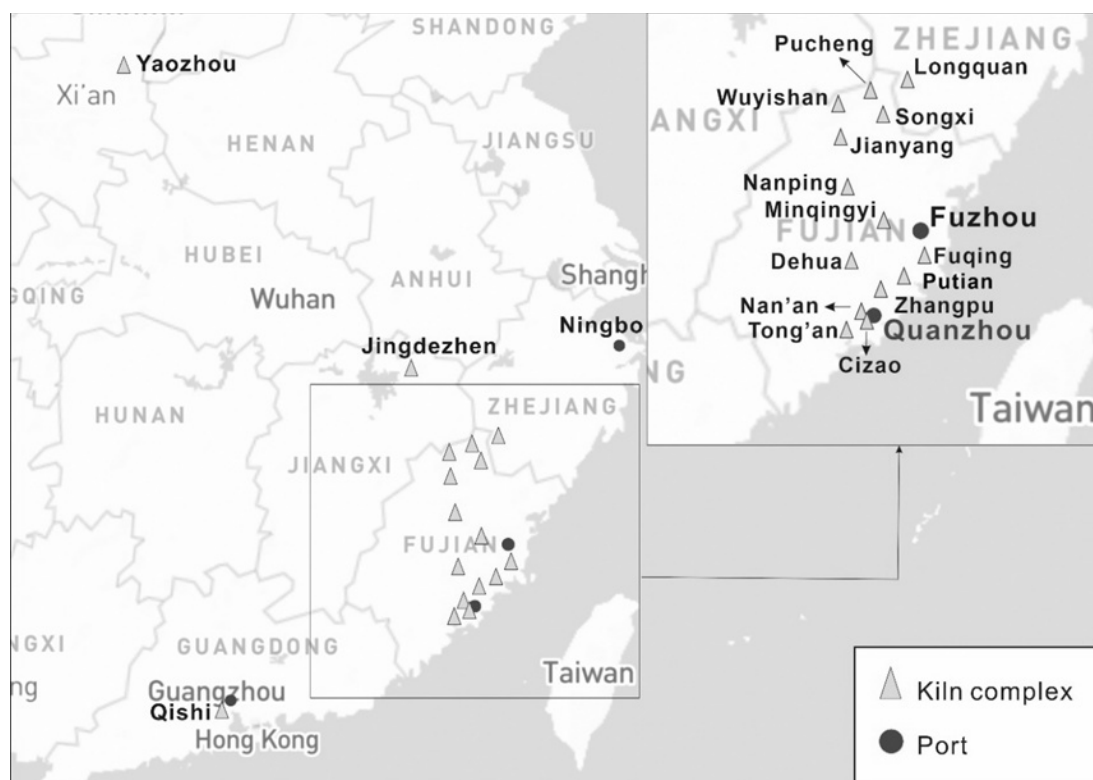 SHANDONG
Yaozhou
Xi'an
HENAN
JIANGSU
HUBEI
ANHUI
Shangh
GQING
Wuhan
Ningbo
Jingdezhen
HUNAN
ZHEJIANG
JIANGXI
FUJIAN
NGXI
GUANGDONG
Taiwan
ng
Guangzhou
Qishi
Hong Kong
Pucheng
ZHEJIANG
Longquan
Wuyishan
ANGXI
Songxi
Jianyang
Nanping
Minqingyi
Fuzhou
FUJIAN
Dehua
Fuqing
Putian
Nan'an
Zhangpu
Tong'an
Quanzhou
NG
Cizao
Taiwan
Kiln complex
Port